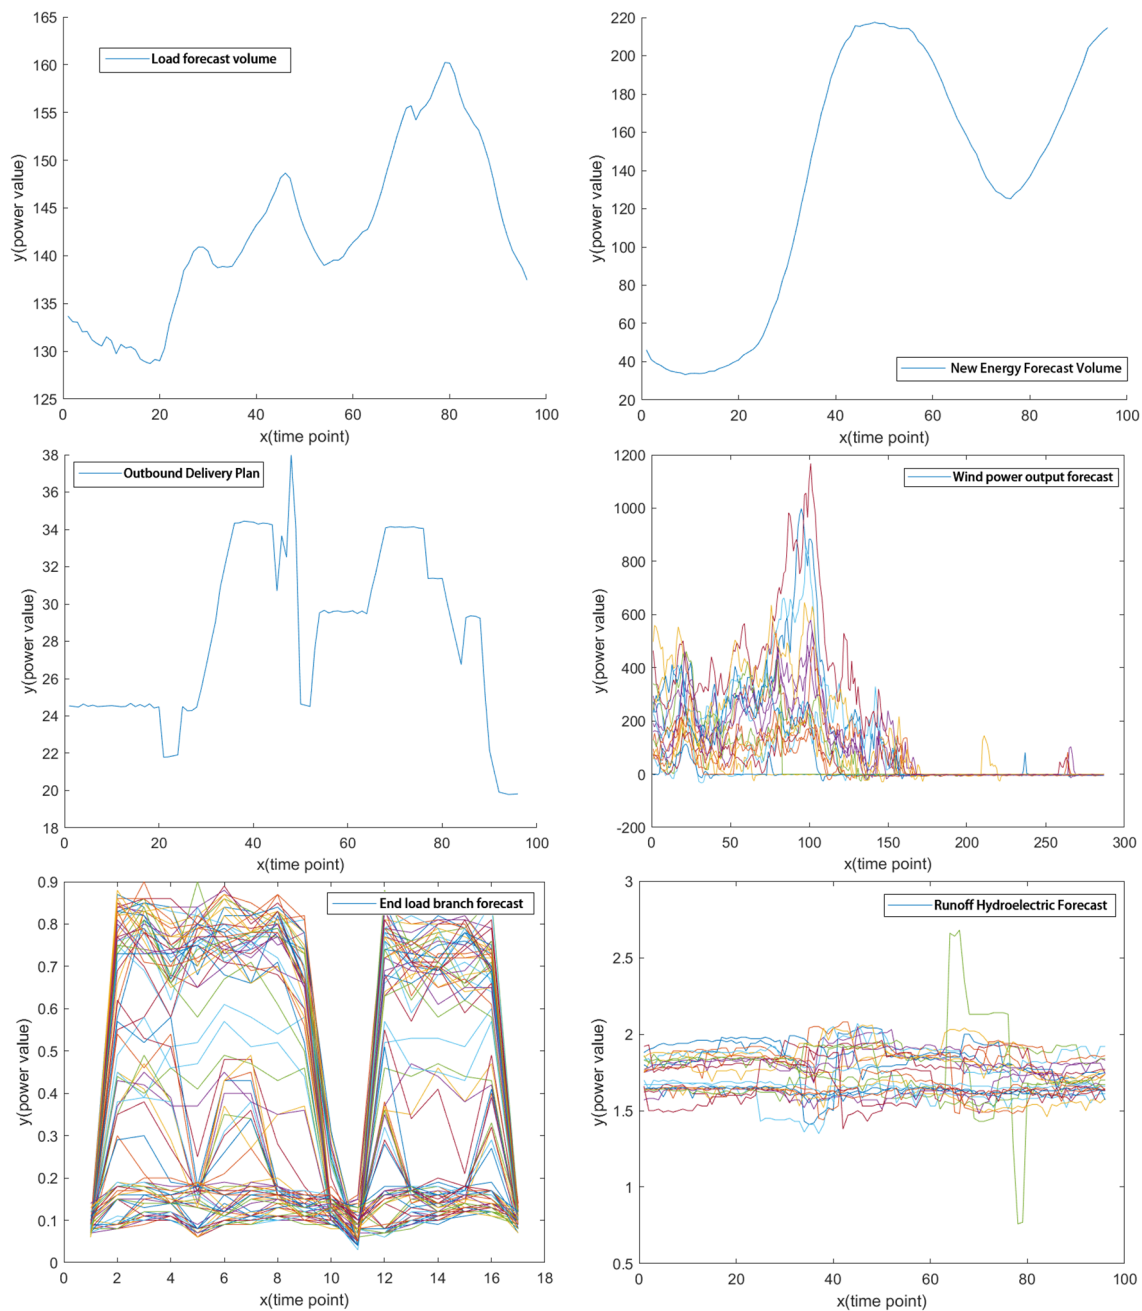 165
160
155
150
145
140
135
130
125
0 20 40 60 80 100
y(power value)
x(time point)
Load forecast volume
220
200
180
160
140
120
100
80
60
40
20
0 20 40 60 80 100
y(power value)
x(time point)
New Energy Forecast Volume
38
36
34
32
30
28
26
24
22
20
18
0 20 40 60 80 100
y(power value)
x(time point)
Outbound Delivery Plan
1200
1000
800
600
400
200
0
-200
0 50 100 150 200 250 300
y(power value)
x(time point)
Wind power output forecast
0.9
0.8
0.7
0.6
0.5
0.4
0.3
0.2
0.1
0
0 2 4 6 8 10 12 14 16 18
y(power value)
x(time point)
End load branch forecast
3
2.5
2
1.5
1
0.5
0 20 40 60 80 100
y(power value)
x(time point)
Runoff Hydroelectric Forecast